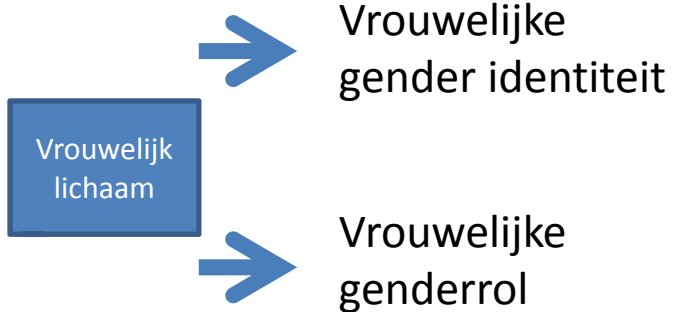 Vrouwelijke
gender identiteit
Vrouwelijk
lichaam
Vrouwelijke
genderrol